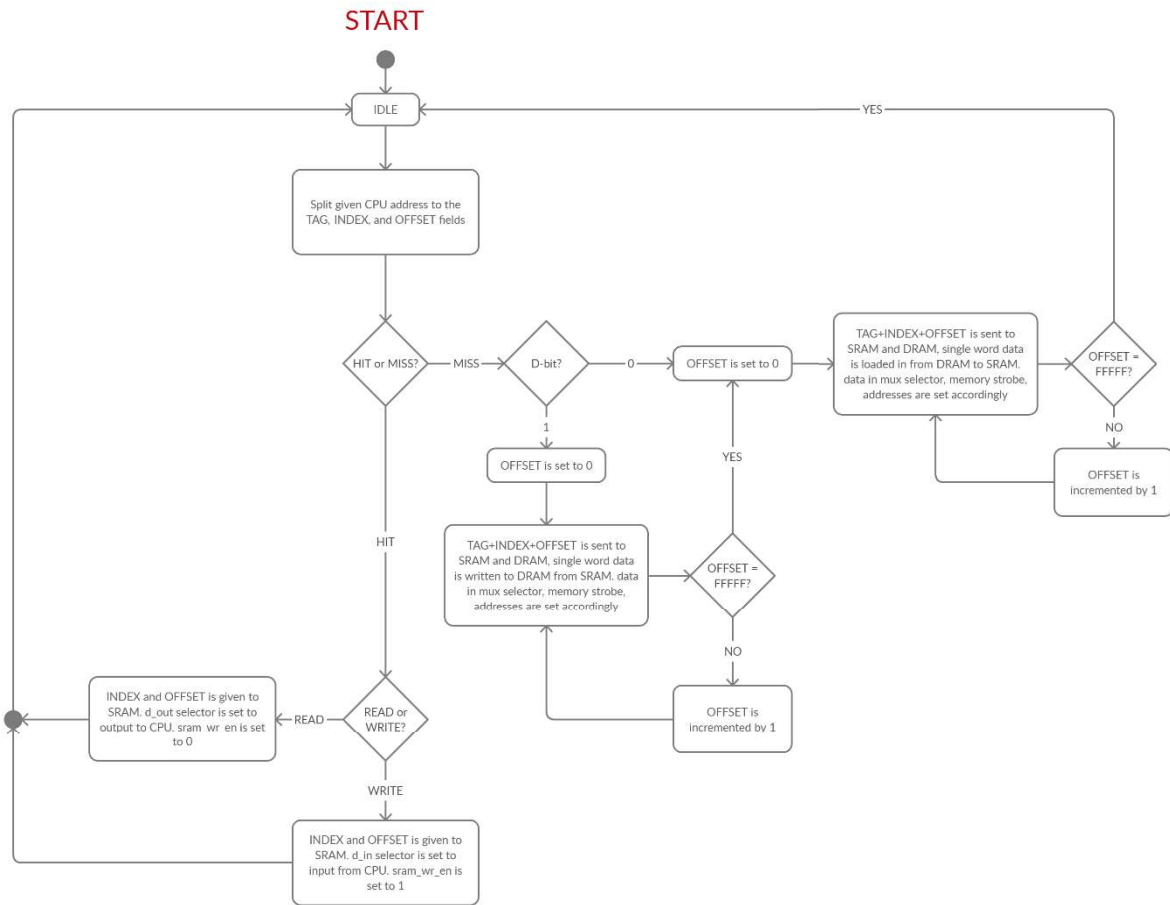 START
IDLE
YES
Split given CPU address to the
TAG, INDEX, and OFFSET fields
HIT or MISS?
MISS
D-bit?
0
OFFSET is set to 0
TAG+INDEX+OFFSET is sent to
SRAM and DRAM, single word data
is loaded in from DRAM to SRAM.
data in mux selector, memory strobe,
addresses are set accordingly
OFFSET =
FFFFF?
NO
OFFSET is
incremented by 1
1
OFFSET is set to 0
YES
TAG+INDEX+OFFSET is sent to
SRAM and DRAM, single word data
is written to DRAM from SRAM. data
in mux selector, memory strobe,
addresses are set accordingly
OFFSET =
FFFFF?
NO
OFFSET is
incremented by 1
HIT
READ or
WRITE?
READ
INDEX and OFFSET is given to
SRAM. d_out selector is set to
output to CPU. sram_wr_en is set
to 0
WRITE
INDEX and OFFSET is given to
SRAM. d_in selector is set to
input from CPU. sram_wr_en is
set to 1